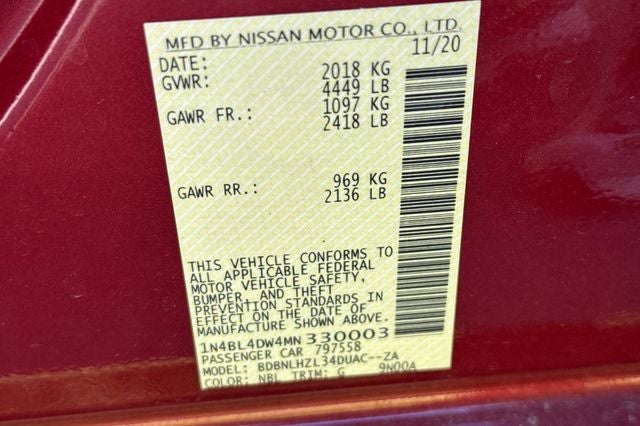 MFD BY NISSAN MOTOR CO., LTD.
DATE: 11/20
GVWR: 2018 KG
4449 LB
GAWR FR.: 1097 KG
2418 LB
GAWR RR.: 969 KG
2136 LB
THIS VEHICLE CONFORMS TO
ALL APPLICABLE FEDERAL
MOTOR VEHICLE SAFETY,
BUMPER, AND THEFT
PREVENTION STANDARDS IN
EFFECT ON THE DATE OF
MANUFACTURE SHOWN ABOVE.
1N4BL4DW4MN330003
PASSENGER CAR 797558
MODEL: BDBNLHZL34DUAC--ZA
COLOR: NBL TRIM: G 9N00A